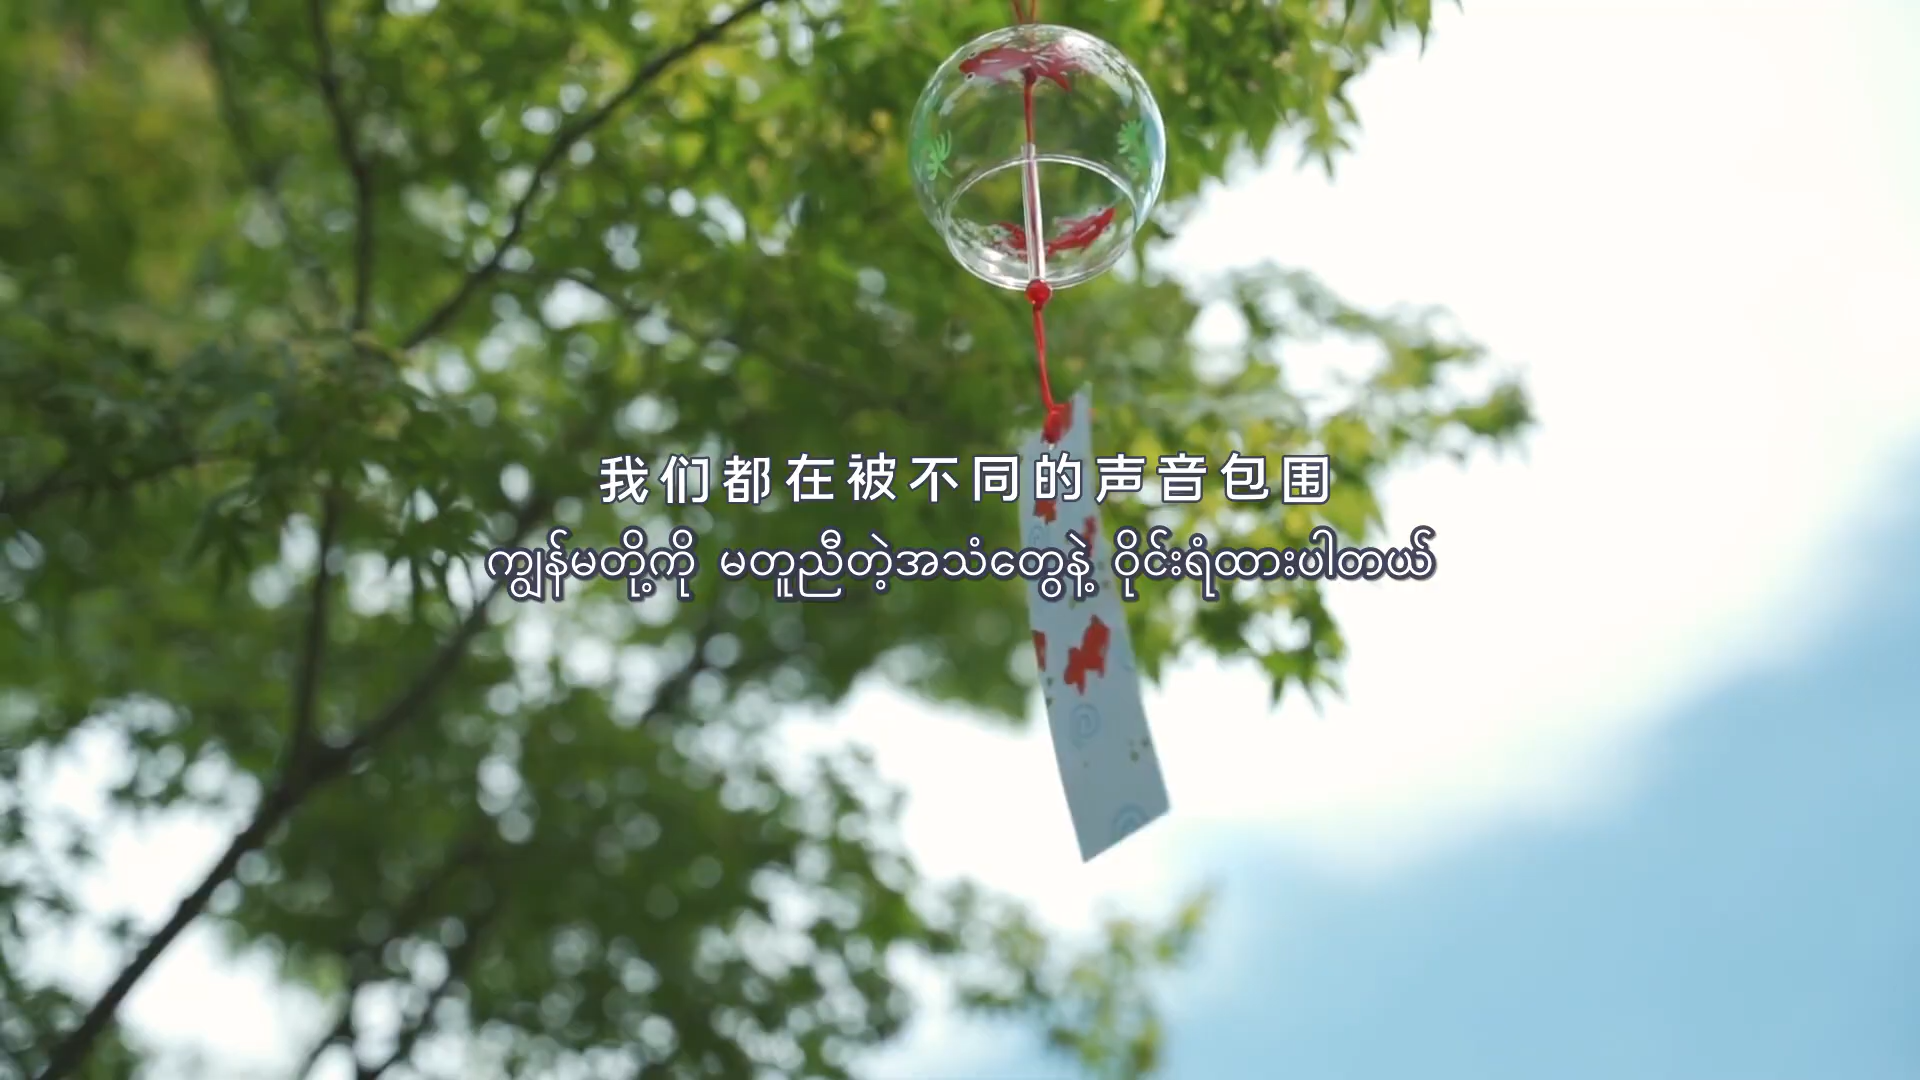 我们都在被不同的声音包围
ကျွန်မတို့ကို မတူညီတဲ့အသံတွေနဲ့ ဝိုင်းရံထားပါတယ်